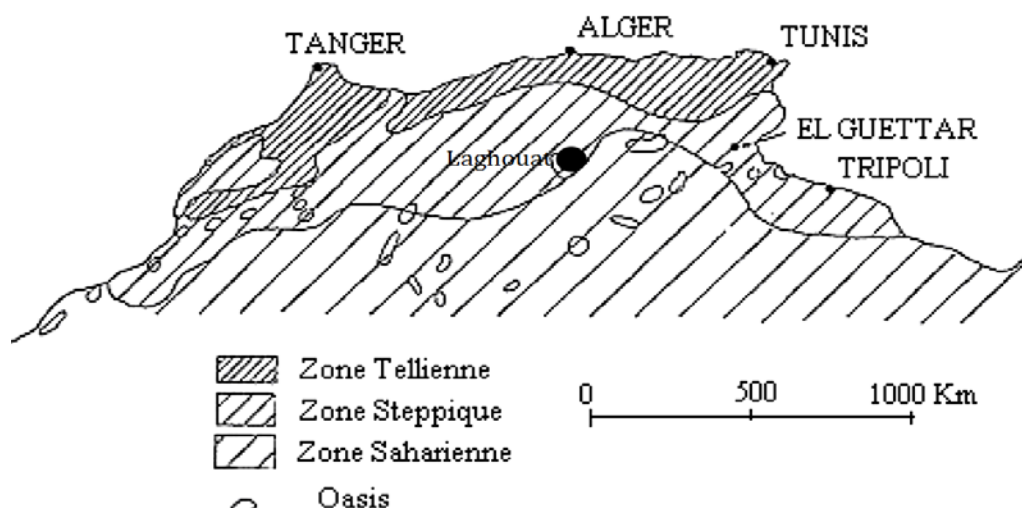 TANGER
ALGER
TUNIS
EL GUETTAR
TRIPOLI
Laghouat
Zone Tellienne
Zone Steppique
Zone Saharienne
Oasis
0 500 1000 Km